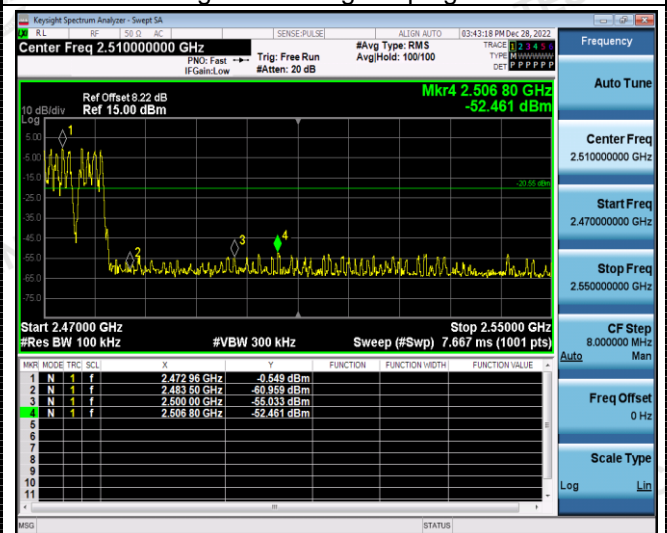 Keysight Spectrum Analyzer - Swept SA
RL RF 50 Ω AC SENSE:PULSE ALIGN AUTO 03:43:18 PM Dec 28, 2022
Center Freq 2.510000000 GHz
PNO: Fast
IFGain:Low
Trig: Free Run
#Atten: 20 dB
#Avg Type: RMS
Avg|Hold: 100/100
TRACE 1 2 3 4 5 6
TYPE M WWWWW
DET P P P P P P
Ref Offset 8.22 dB
10 dB/div Ref 15.00 dBm
Log
Mkr4 2.506 80 GHz
-52.461 dBm
5.00
-5.00
-15.0
-25.0
-35.0
-45.0
-55.0
-65.0
-75.0
1
2
3
4
-20.55 dBm
Start 2.47000 GHz Stop 2.55000 GHz
#Res BW 100 kHz #VBW 300 kHz Sweep (#Swp) 7.667 ms (1001 pts)
MKR MODE TRC SCL X Y FUNCTION FUNCTION WIDTH FUNCTION VALUE
1 N 1 f 2.472 96 GHz -0.549 dBm
2 N 1 f 2.483 50 GHz -60.959 dBm
3 N 1 f 2.500 00 GHz -55.033 dBm
4 N 1 f 2.506 80 GHz -52.461 dBm
5
6
7
8
9
10
11
MSG STATUS
Frequency
Auto Tune
Center Freq
2.510000000 GHz
Start Freq
2.470000000 GHz
Stop Freq
2.550000000 GHz
CF Step
8.000000 MHz
Auto Man
Freq Offset
0 Hz
Scale Type
Log Lin